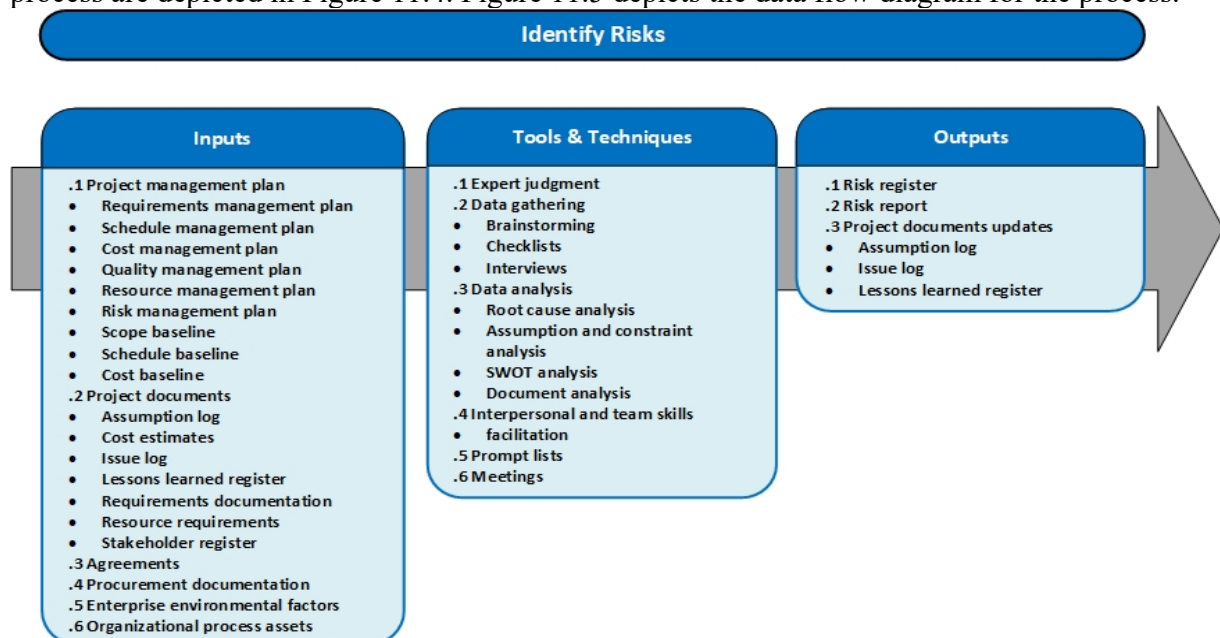 process are depicted in Figure 11.4. Figure 11.5 depicts the data flow diagram for the process.
Identify Risks
Inputs
.1 Project management plan
• Requirements management plan
• Schedule management plan
• Cost management plan
• Quality management plan
• Resource management plan
• Risk management plan
• Scope baseline
• Schedule baseline
• Cost baseline
.2 Project documents
• Assumption log
• Cost estimates
• Issue log
• Lessons learned register
• Requirements documentation
• Resource requirements
• Stakeholder register
.3 Agreements
.4 Procurement documentation
.5 Enterprise environmental factors
.6 Organizational process assets
Tools & Techniques
.1 Expert judgment
.2 Data gathering
• Brainstorming
• Checklists
• Interviews
.3 Data analysis
• Root cause analysis
• Assumption and constraint
analysis
• SWOT analysis
• Document analysis
.4 Interpersonal and team skills
• facilitation
.5 Prompt lists
.6 Meetings
Outputs
.1 Risk register
.2 Risk report
.3 Project documents updates
• Assumption log
• Issue log
• Lessons learned register